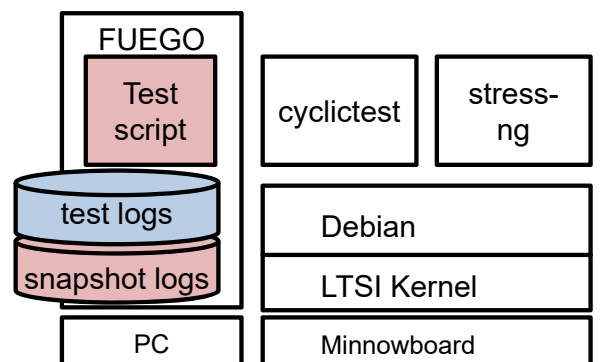 FUEGO
Test
script
cyclictest
stress-
ng
test logs
snapshot logs
Debian
LTSI Kernel
PC
Minnowboard